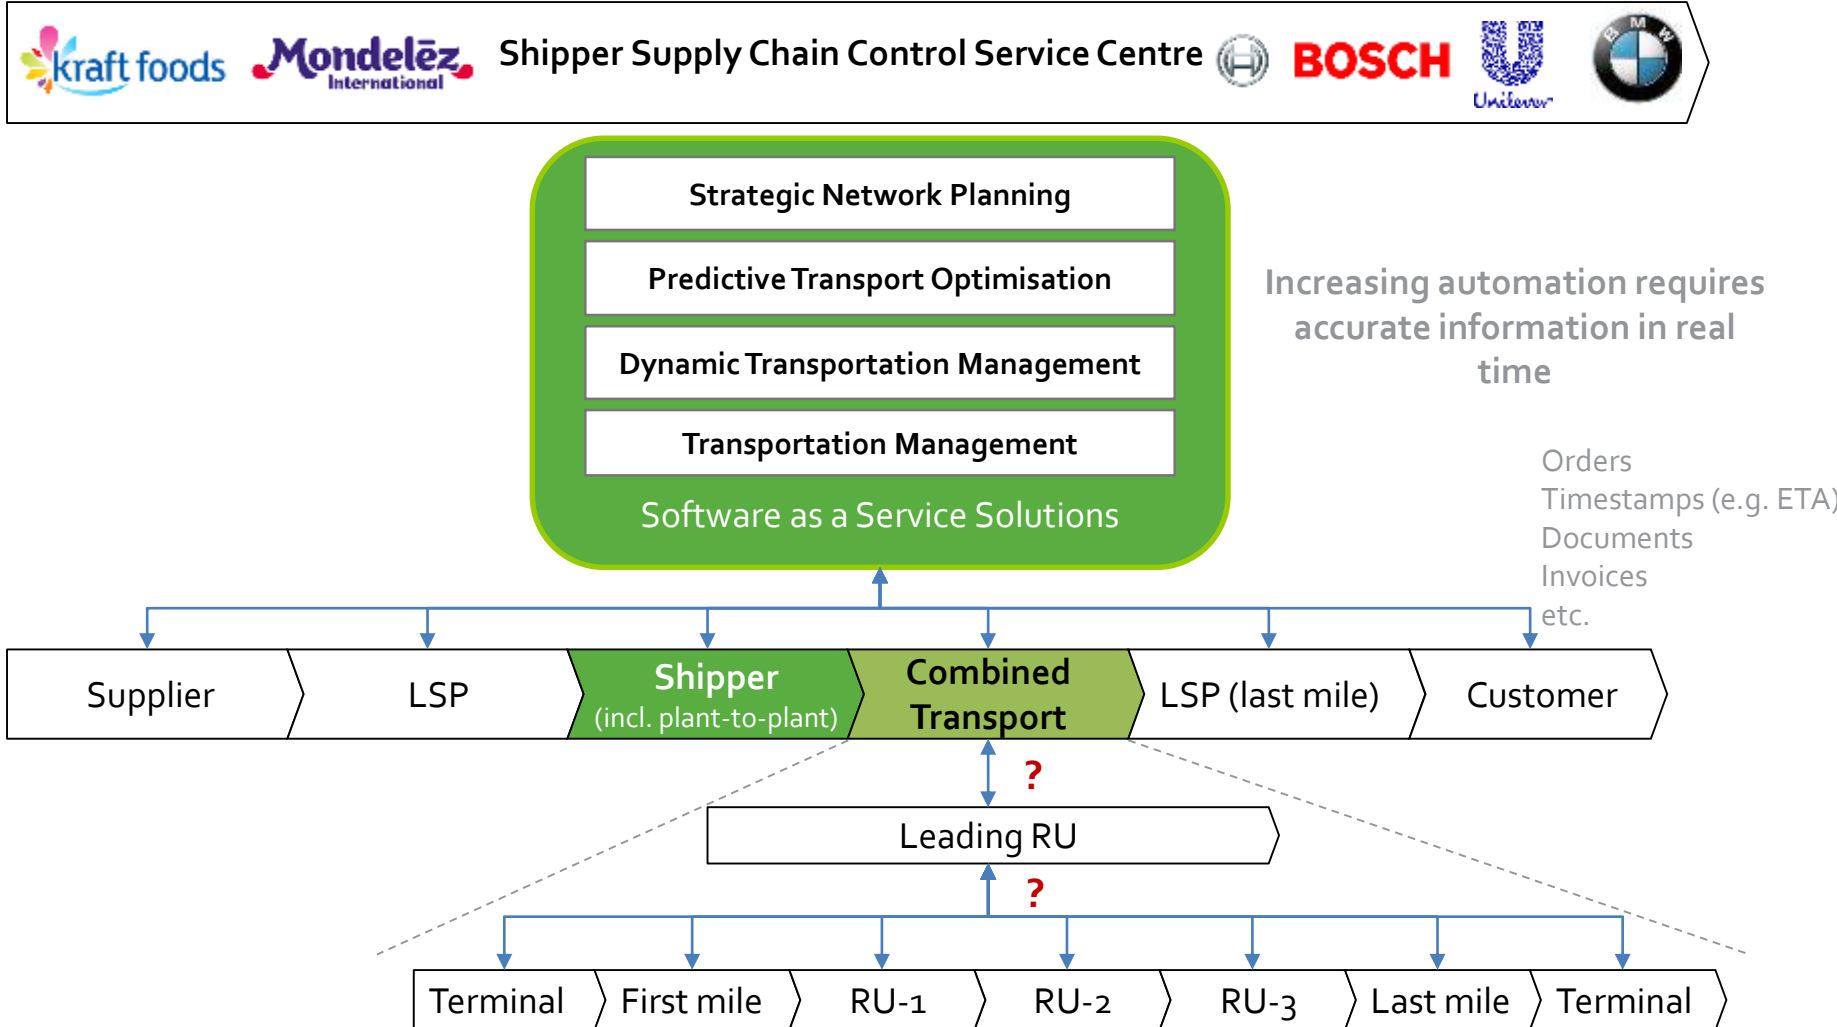 kraft foods
Mondelēz
International
Shipper Supply Chain Control Service Centre
BOSCH
Unilever
BMW
Strategic Network Planning
Predictive Transport Optimisation
Dynamic Transportation Management
Transportation Management
Software as a Service Solutions
Increasing automation requires
accurate information in real
time
Orders
Timestamps (e.g. ETA)
Documents
Invoices
etc.
Supplier
LSP
Shipper
(incl. plant-to-plant)
Combined
Transport
LSP (last mile)
Customer
?
Leading RU
?
Terminal
First mile
RU-1
RU-2
RU-3
Last mile
Terminal